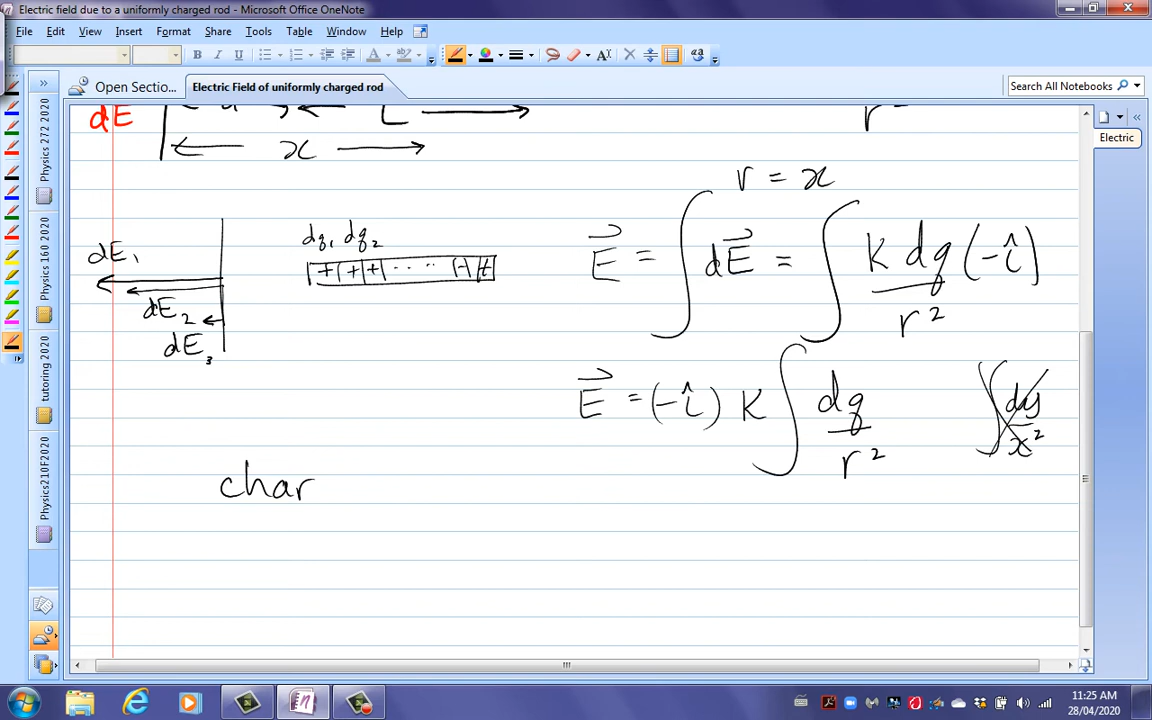 Electric field due to a uniformly charged rod - Microsoft Office OneNote
File Edit View Insert Format Share Tools Table Window Help
B I U A
Open Sectio...
Electric Field of uniformly charged rod
Search All Notebooks
Electric
Physics 272 2020
Physics 160 2020
tutoring 2020
Physics210F2020
dE
L
x
r = x
dq₁ dq₂
dE₁
+ + + ... .. + +
dE₂
dE₃
E⃗ = ∫ dE⃗ = ∫ K dq (-î)
r²
E⃗ = (-î) K ∫ dq
r²
x²
char
11:25 AM
28/04/2020